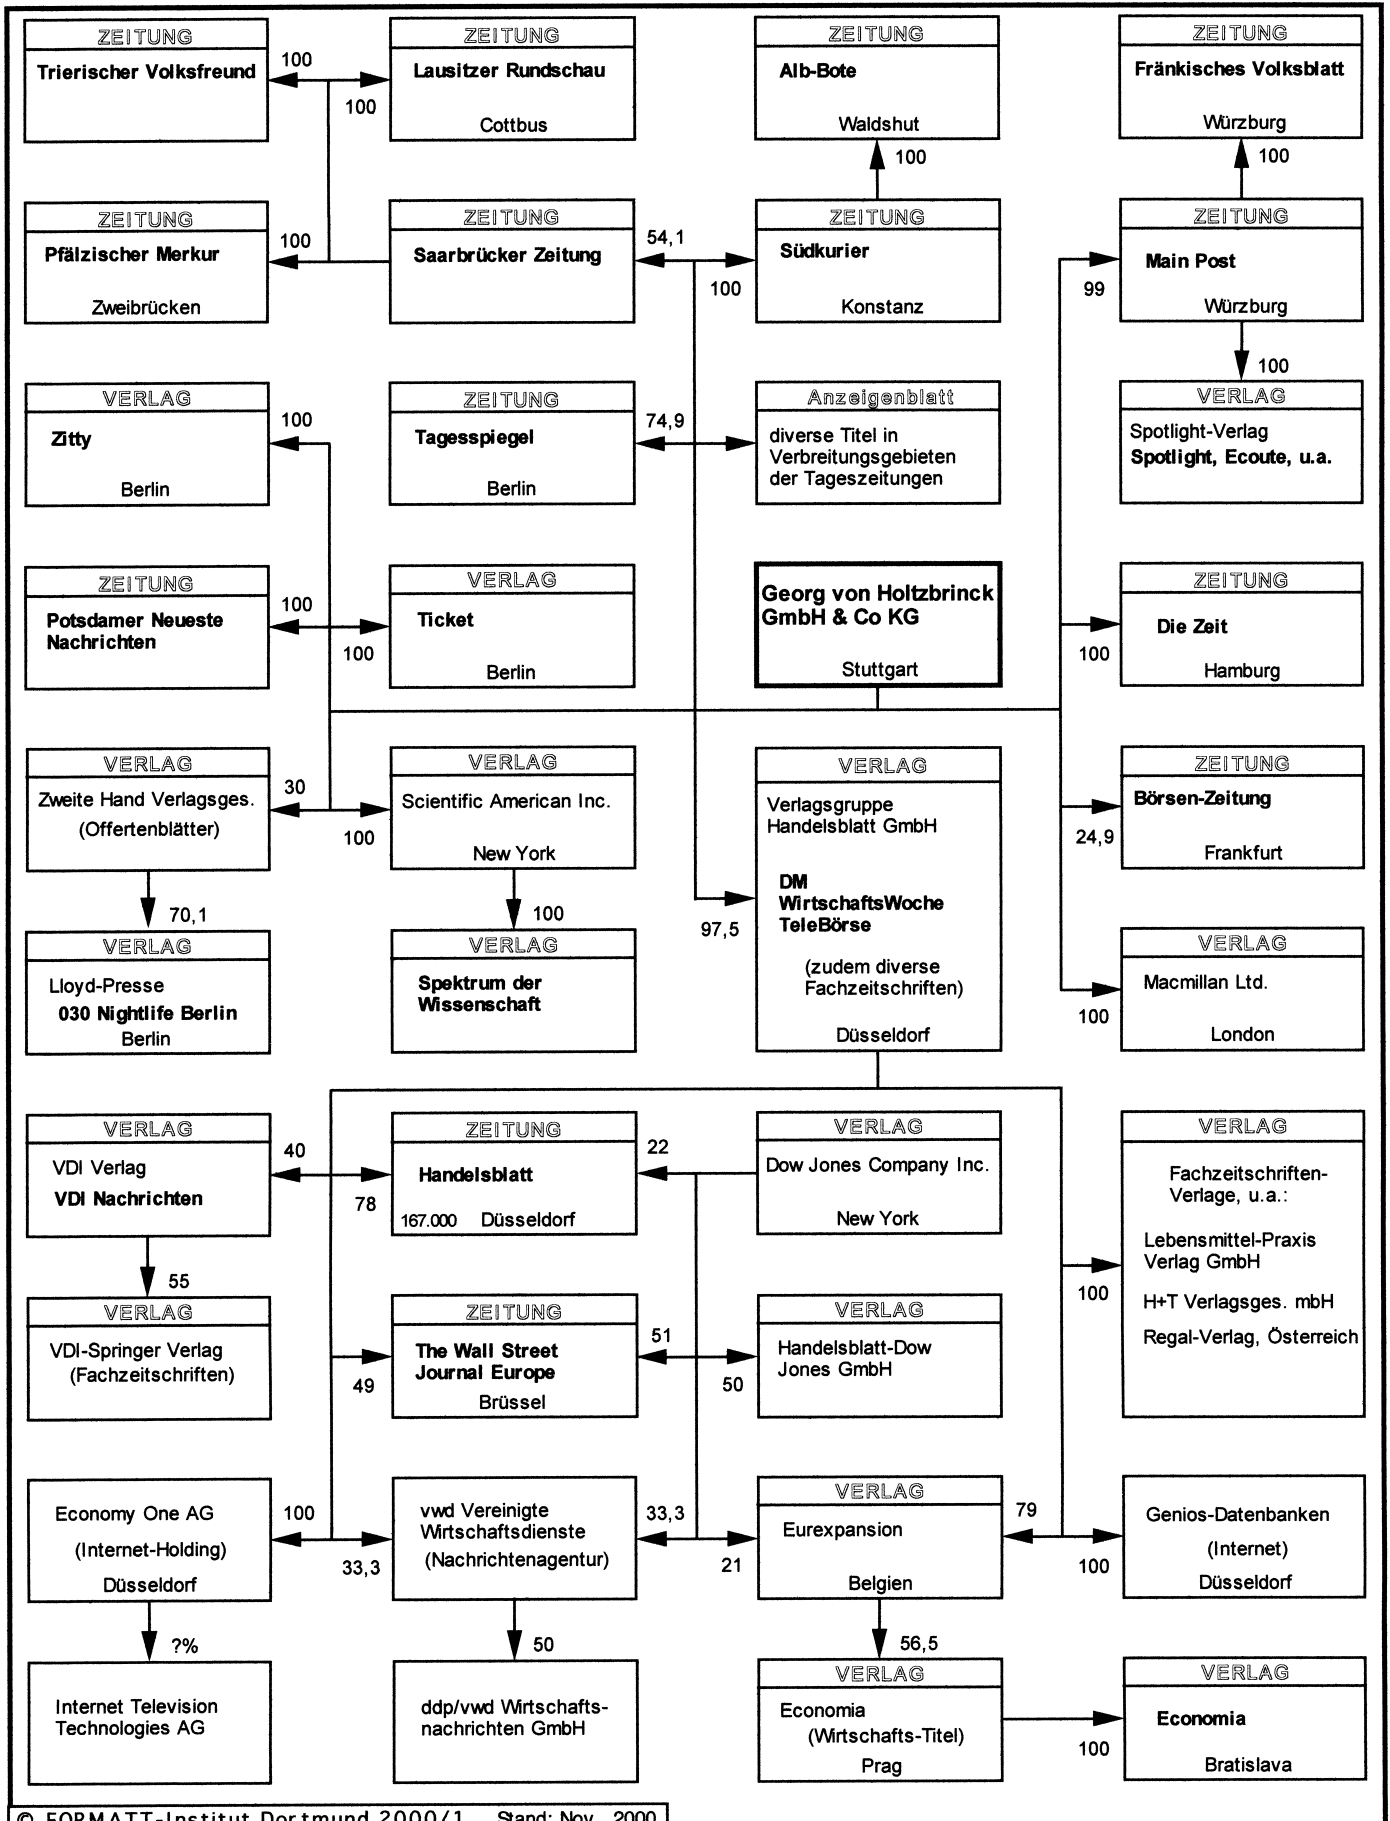 ZEITUNG
Trierischer Volksfreund
100
100
ZEITUNG
Lausitzer Rundschau
Cottbus
ZEITUNG
Alb-Bote
Waldshut
100
ZEITUNG
Fränkisches Volksblatt
Würzburg
100
ZEITUNG
Pfälzischer Merkur
Zweibrücken
100
ZEITUNG
Saarbrücker Zeitung
54,1
100
ZEITUNG
Südkurier
Konstanz
99
ZEITUNG
Main Post
Würzburg
100
VERLAG
Zitty
Berlin
100
ZEITUNG
Tagesspiegel
Berlin
74,9
Anzeigenblatt
diverse Titel in
Verbreitungsgebieten
der Tageszeitungen
VERLAG
Spotlight-Verlag
Spotlight, Ecoute, u.a.
ZEITUNG
Potsdamer Neueste
Nachrichten
100
100
VERLAG
Ticket
Berlin
Georg von Holtzbrinck
GmbH & Co KG
Stuttgart
100
ZEITUNG
Die Zeit
Hamburg
VERLAG
Zweite Hand Verlagsges.
(Offertenblätter)
30
100
VERLAG
Scientific American Inc.
New York
VERLAG
Verlagsgruppe
Handelsblatt GmbH
DM
WirtschaftsWoche
TeleBörse
(zudem diverse
Fachzeitschriften)
Düsseldorf
97,5
24,9
ZEITUNG
Börsen-Zeitung
Frankfurt
70,1
VERLAG
Lloyd-Presse
030 Nightlife Berlin
Berlin
100
VERLAG
Spektrum der
Wissenschaft
100
VERLAG
Macmillan Ltd.
London
VERLAG
VDI Verlag
VDI Nachrichten
40
78
ZEITUNG
Handelsblatt
167.000 Düsseldorf
22
VERLAG
Dow Jones Company Inc.
New York
100
VERLAG
Fachzeitschriften-
Verlage, u.a.:
Lebensmittel-Praxis
Verlag GmbH
H+T Verlagsges. mbH
Regal-Verlag, Österreich
55
VERLAG
VDI-Springer Verlag
(Fachzeitschriften)
49
ZEITUNG
The Wall Street
Journal Europe
Brüssel
51
50
VERLAG
Handelsblatt-Dow
Jones GmbH
Economy One AG
(Internet-Holding)
Düsseldorf
100
33,3
vwd Vereinigte
Wirtschaftsdienste
(Nachrichtenagentur)
33,3
21
VERLAG
Eurexpansion
Belgien
79
100
Genios-Datenbanken
(Internet)
Düsseldorf
?%
Internet Television
Technologies AG
50
ddp/vwd Wirtschafts-
nachrichten GmbH
56,5
VERLAG
Economia
(Wirtschafts-Titel)
Prag
100
VERLAG
Economia
Bratislava
© FORMATT-Institut Dortmund 2000/1 Stand: Nov. 2000